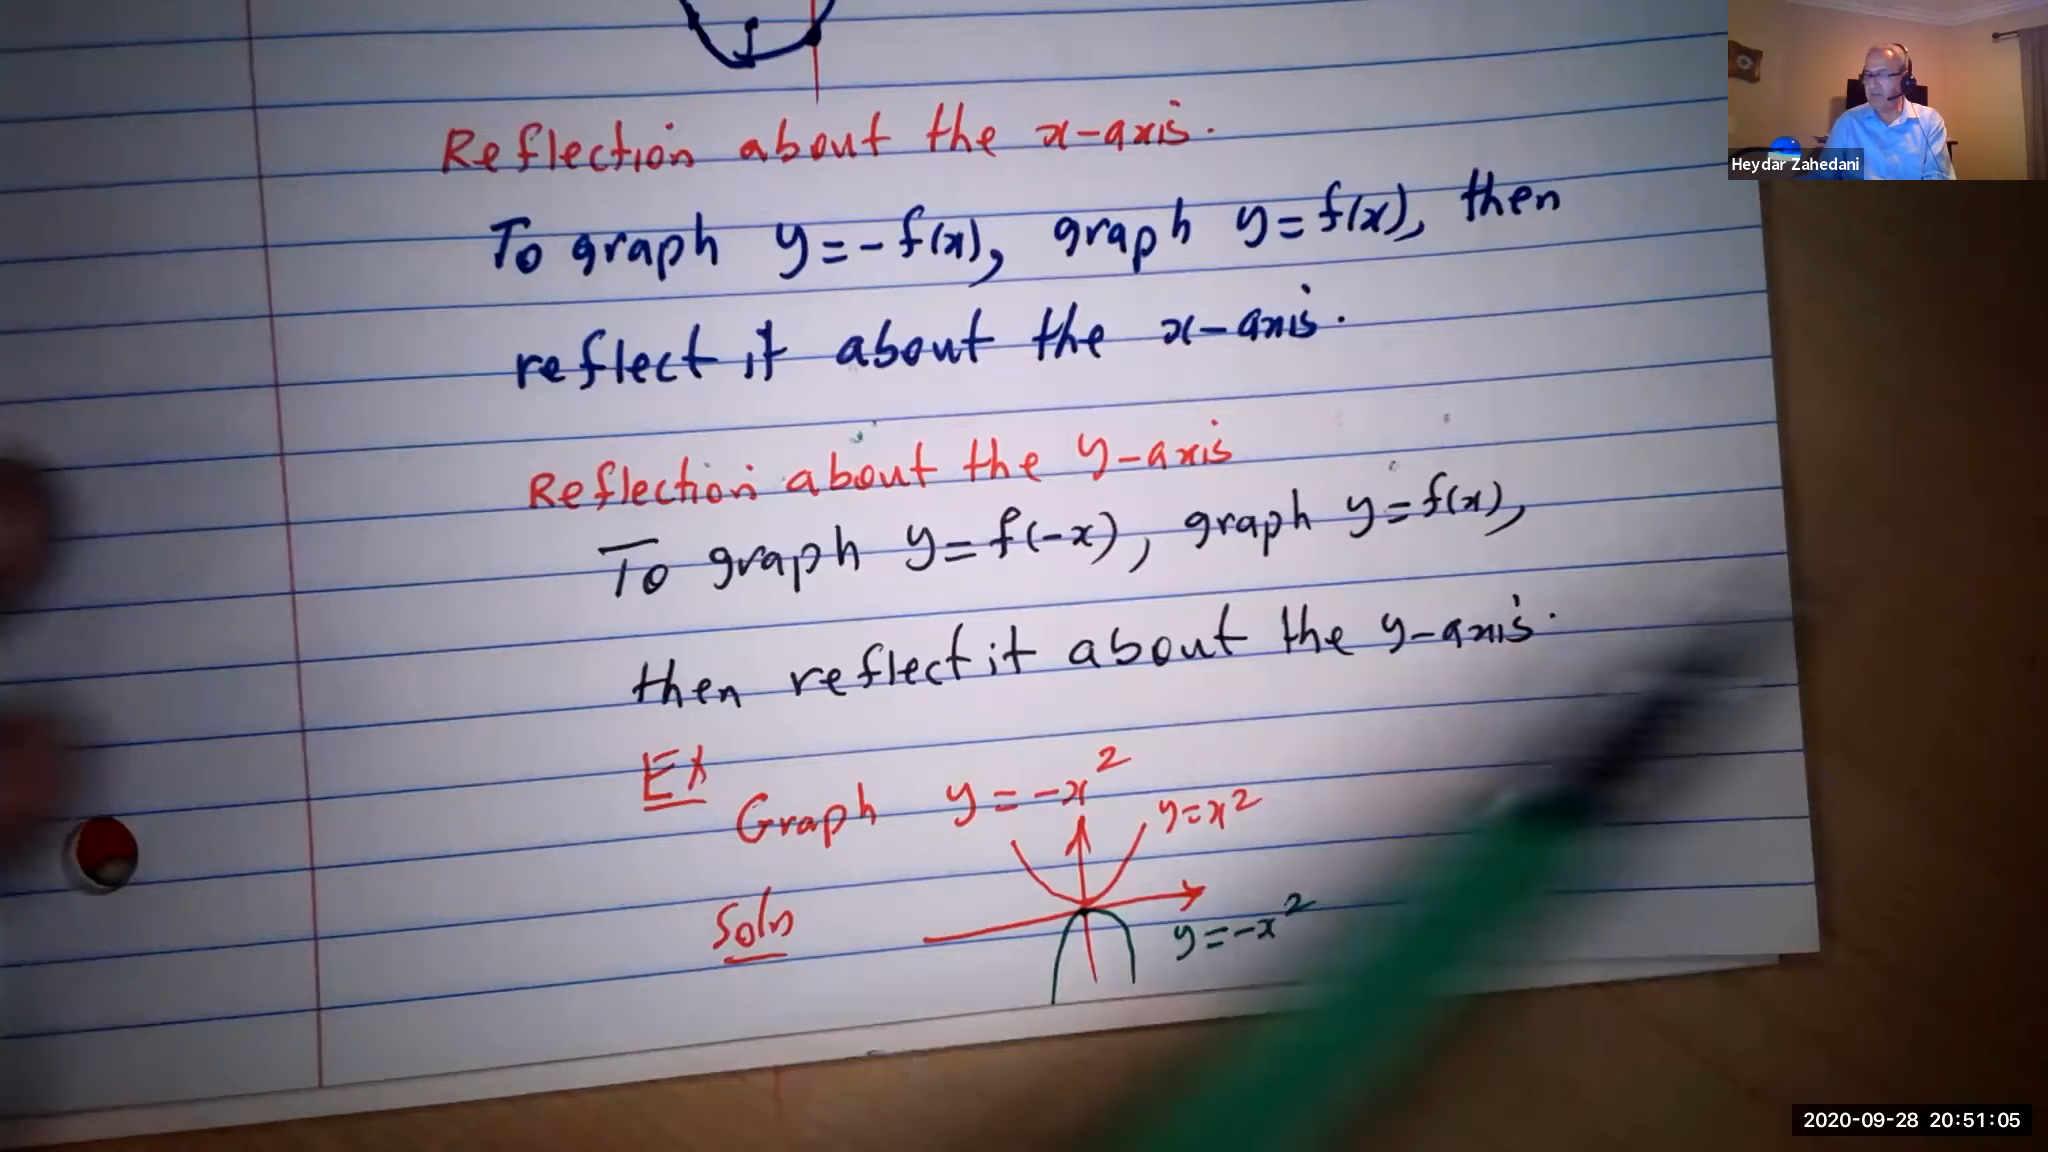 Reflection about the x-axis.
To graph y=-f(x), graph y=f(x), then
reflect it about the x-axis.
Reflection about the y-axis
To graph y=f(-x), graph y=f(x),
then reflect it about the y-axis.
Ex
Graph y=-x²
y=x²
Soln
y=-x²
Heydar Zahedani
2020-09-28 20:51:05